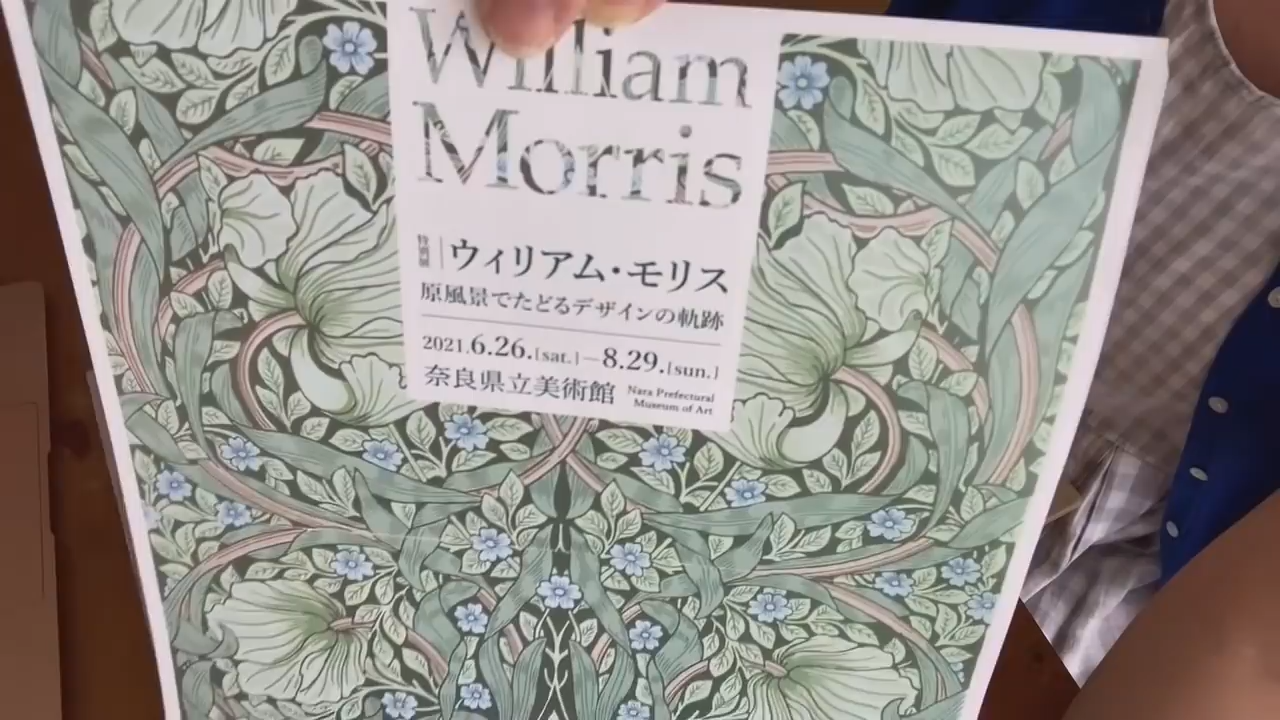 William
Morris
特別展
ウィリアム・モリス
原風景でたどるデザインの軌跡
2021.6.26.[sat.]—8.29.[sun.]
奈良県立美術館
Nara Prefectural
Museum of Art